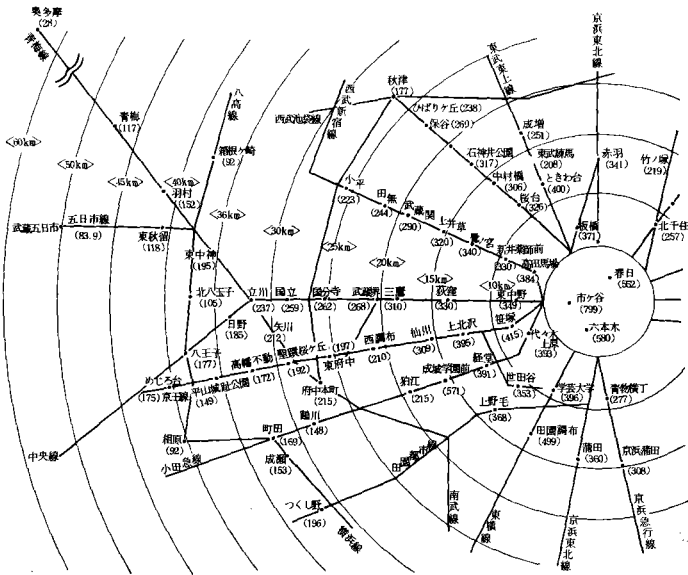 奥多摩
(28)
青梅線
青梅
(117)
八高線
箱根ヶ崎
(92)
西武池袋線
西武新宿線
秋津
(177)
ひばりケ丘(238)
保谷(269)
石神井公園
(317)
中村橋
(306)
桜台
(326)
東武東上線
成増
(251)
東武練馬
(208)
ときわ台
(400)
京浜東北線
赤羽
(341)
竹ノ塚
(219)
北千住
(257)
板橋
(371)
<60km>
<50km>
<45km>
<40km>
<36km>
<30km>
<25km>
<20km>
<15km>
<10km>
羽村
(152)
武蔵五日市
五日市線
(83.9)
東秋留
(118)
東中神
(195)
小平
(223)
田無
(244)
武蔵関
(290)
上井草
(320)
鷺ノ宮
(340)
新井薬師前
(330)
高田馬場
(384)
春日
(552)
市ヶ谷
(799)
六本木
(580)
北八王子
(105)
立川
(237)
国立
(259)
国分寺
(262)
武蔵境
(268)
三鷹
(310)
荻窪
(330)
東中野
(349)
日野
(185)
矢川
(212)
八王子
(177)
めじろ台
(175)
京王線
平山城址公園
(149)
高幡不動
(172)
聖蹟桜ケ丘
(192)
(197)
東府中
西調布
(210)
仙川
(309)
上北沢
(395)
笹塚
(415)
代々木上原
(353)
府中本町
(215)
狛江
(215)
成城学園前
(571)
経堂
(391)
世田谷
(353)
学芸大学
(396)
青物横丁
(277)
上野毛
(368)
鶴川
(148)
町田
(169)
成瀬
(153)
相原
(92)
小田急線
中央線
田園都市線
田園調布
(499)
蒲田
(360)
京浜蒲田
(308)
つくし野
(196)
横浜線
南武線
東横線
京浜東北線
京浜急行線